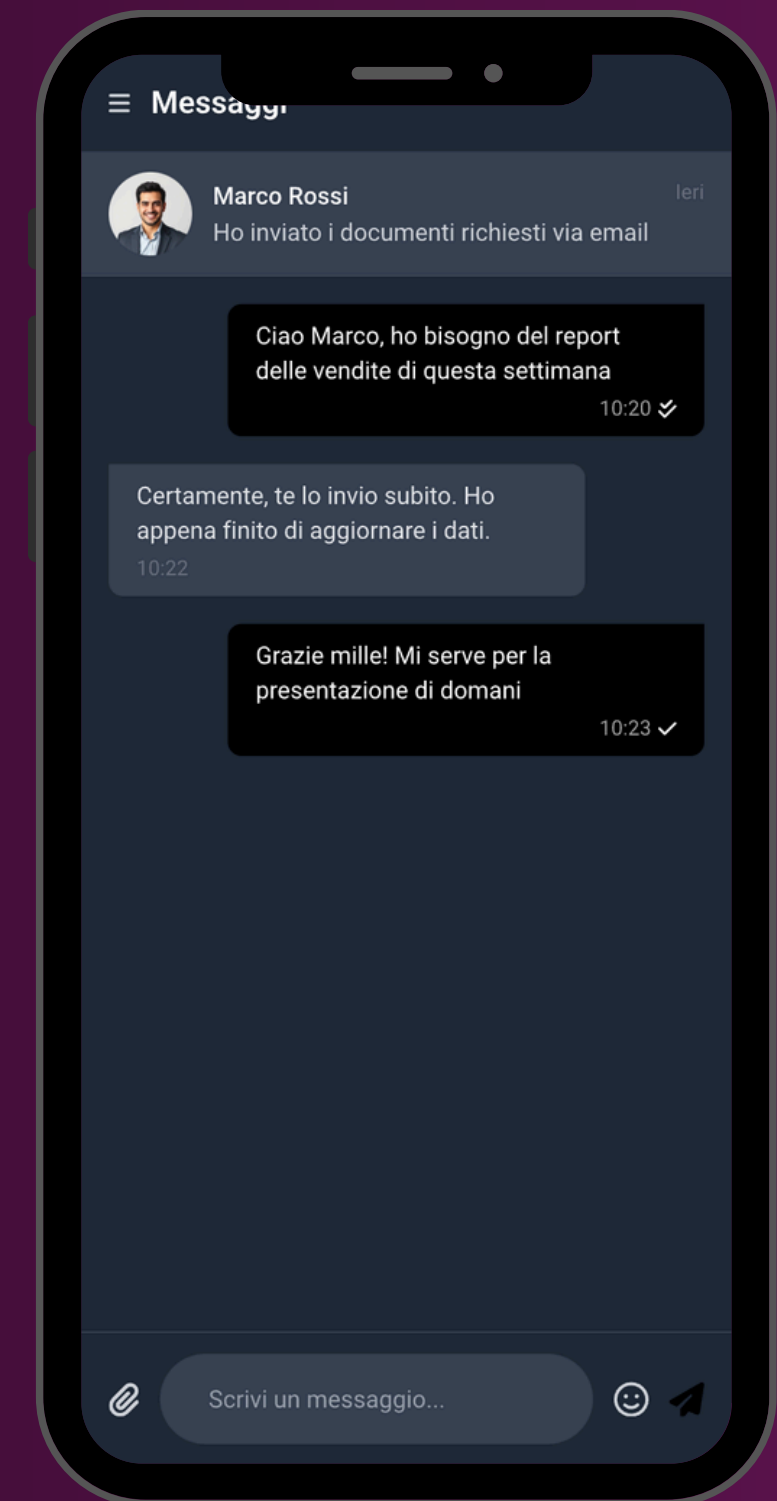 Messaggi
Marco Rossi
Ieri
Ho inviato i documenti richiesti via email
Ciao Marco, ho bisogno del report
delle vendite di questa settimana
10:20
Certamente, te lo invio subito. Ho
appena finito di aggiornare i dati.
10:22
Grazie mille! Mi serve per la
presentazione di domani
10:23
Scrivi un messaggio...